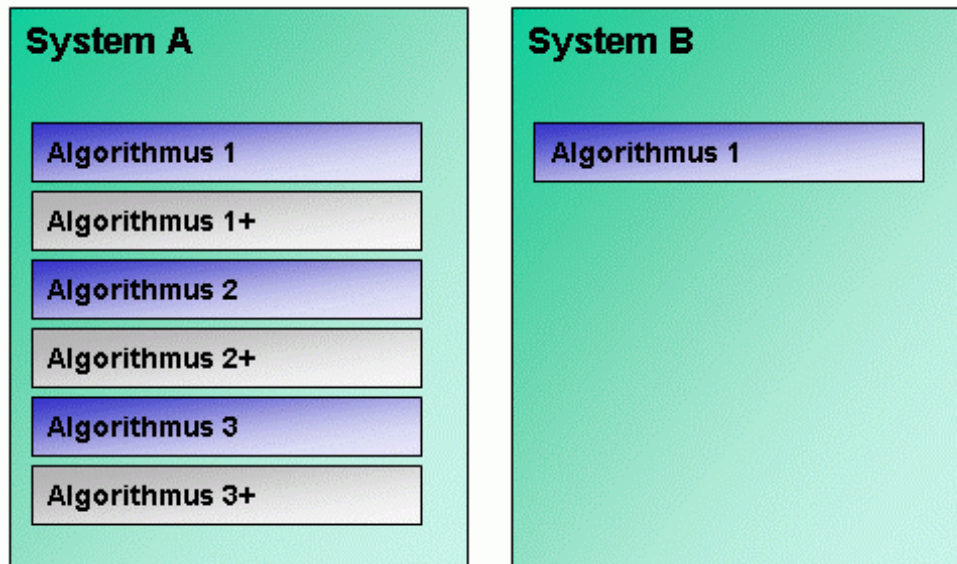 System A
Algorithmus 1
Algorithmus 1+
Algorithmus 2
Algorithmus 2+
Algorithmus 3
Algorithmus 3+
System B
Algorithmus 1